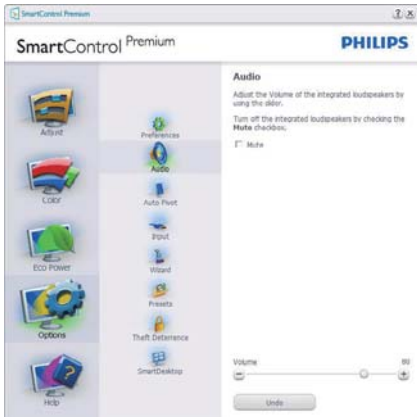 SmartControl Premium
SmartControl Premium
PHILIPS
Adjust
Color
Eco Power
Options
Help
Preferences
Audio
Auto Pivot
Input
Wizard
Presets
Theft Deterrence
SmartDesktop
Audio
Adjust the Volume of the integrated loudspeakers by
using the slider.
Turn off the integrated loudspeakers by checking the
Mute checkbox.
Mute
Volume
Undo